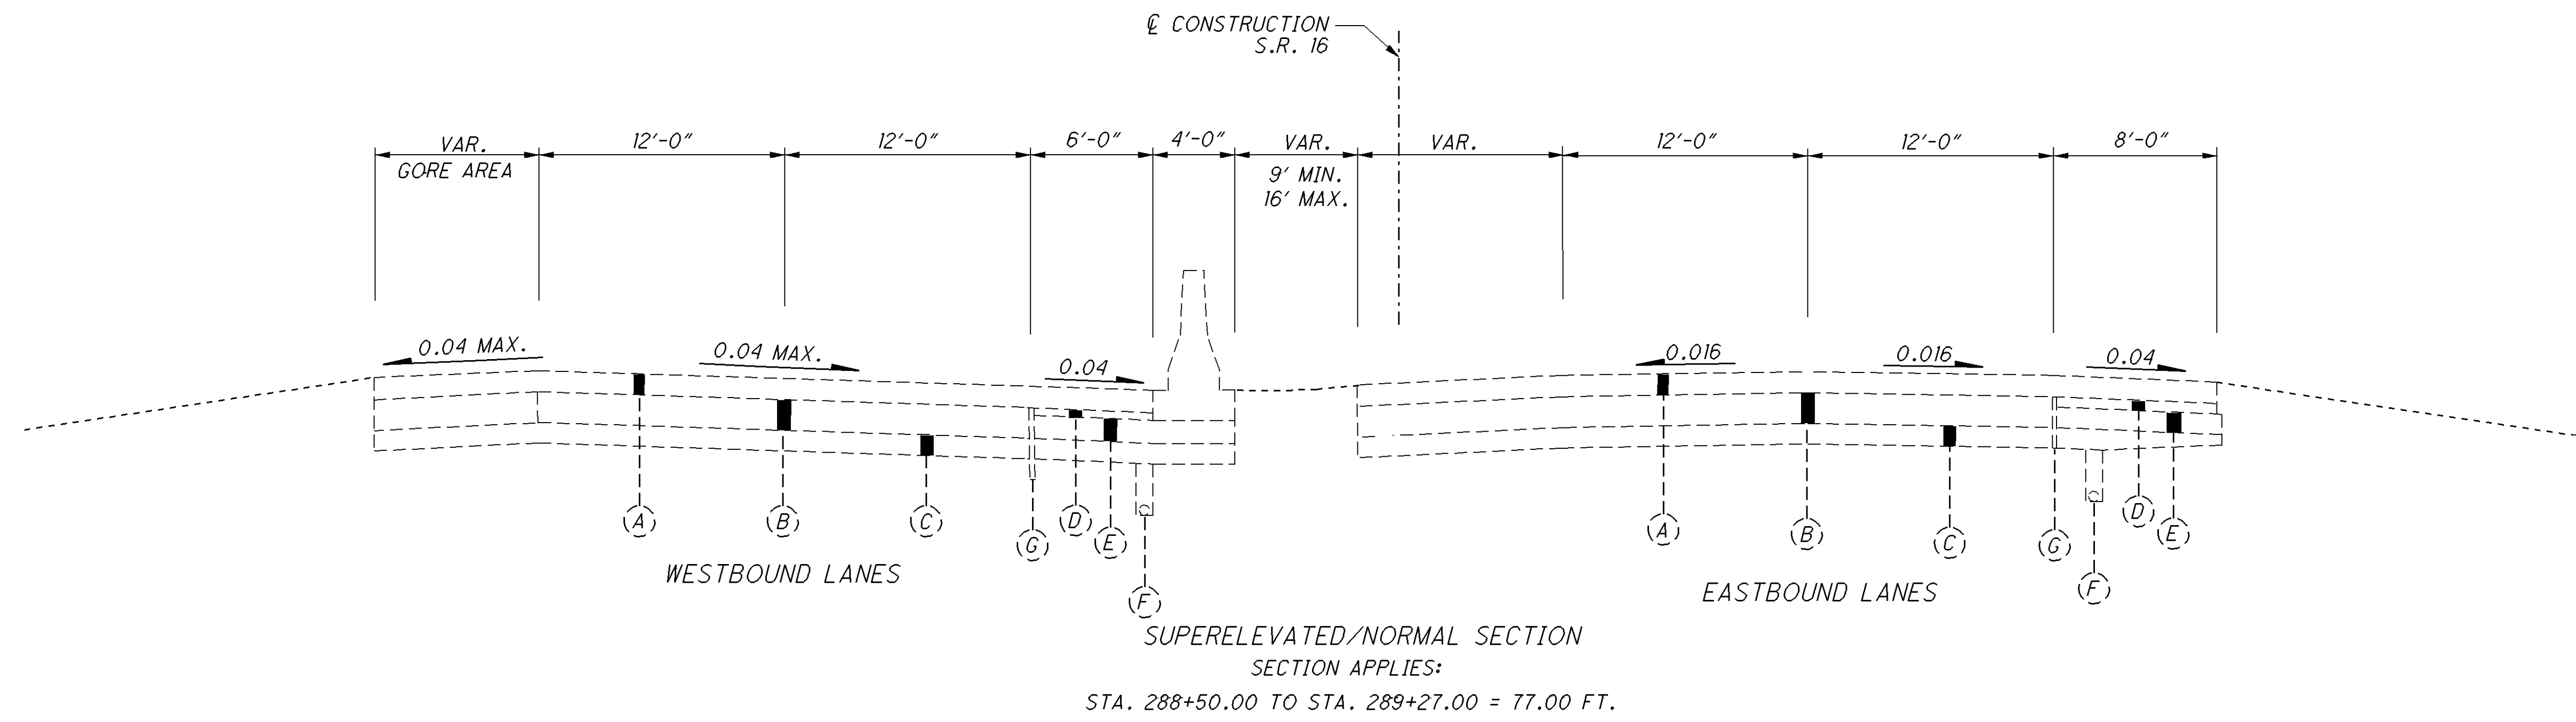 ℄ CONSTRUCTION
S.R. 16
VAR.
GORE AREA
12'-0"
12'-0"
6'-0"
4'-0"
VAR.
9' MIN.
16' MAX.
VAR.
12'-0"
12'-0"
8'-0"
0.04 MAX.
0.04 MAX.
0.04
0.016
0.016
0.04
A
B
C
G
D
E
F
A
B
C
G
D
E
F
WESTBOUND LANES
EASTBOUND LANES
SUPERELEVATED/NORMAL SECTION
SECTION APPLIES:
STA. 288+50.00 TO STA. 289+27.00 = 77.00 FT.